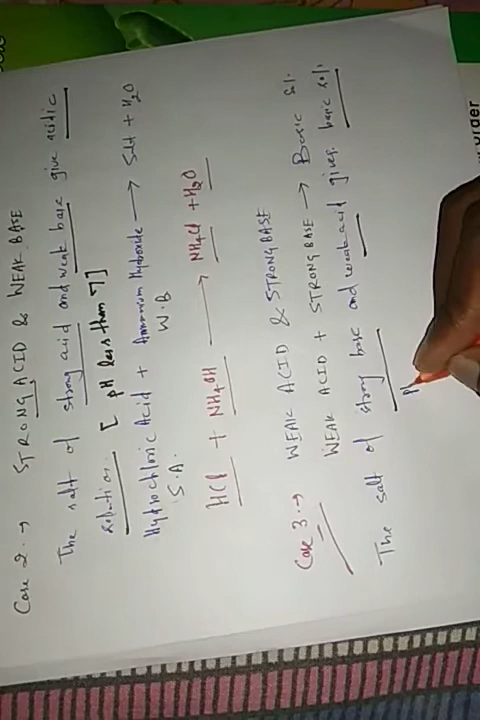 Case 2. → STRONG ACID & WEAK BASE
The salt of strong acid and weak base give acidic
solution. [ pH less than 7]
Hydrochloric Acid + Ammonium Hydroxide → Salt + H2O
S.A. W.B
HCl + NH4OH → NH4Cl + H2O
Case 3. → WEAK ACID & STRONG BASE
WEAK ACID + STRONG BASE → Basic Sol.
The salt of strong base and weak acid gives basic sol.
P